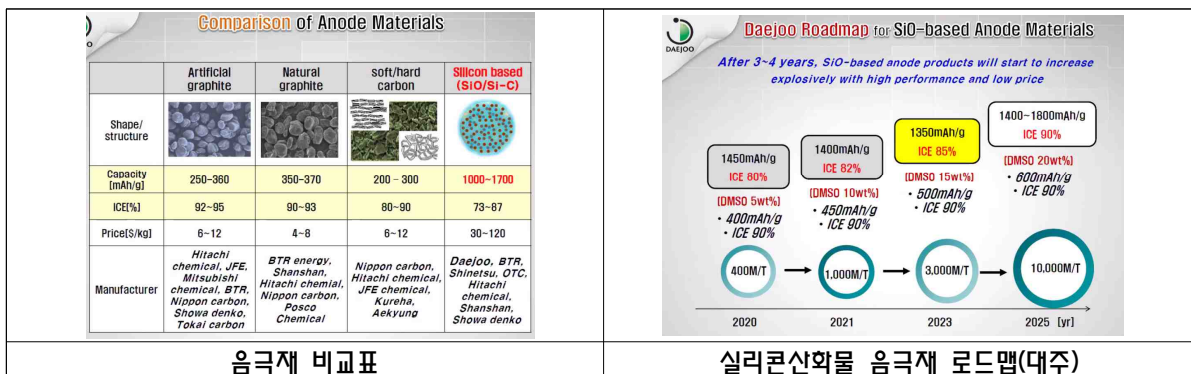 Comparison of Anode Materials
JOO
Artificial graphite
Natural graphite
soft/hard carbon
Silicon based (SiO/Si-C)
Shape/ structure
Capacity [mAh/g]
250-360
350-370
200 - 300
1000~1700
ICE[%]
92~95
90~93
80~90
73~87
Price[$/kg]
6~12
4~8
6~12
30~120
Manufacturer
Hitachi chemical, JFE, Mitsubishi chemical, BTR, Nippon carbon, Showa denko, Tokai carbon
BTR energy, Shanshan, Hitachi chemial, Nippon carbon, Posco Chemical
Nippon carbon, Hitachi chemical, JFE chemical, Kureha, Aekyung
Daejoo, BTR, Shinetsu, OTC, Hitachi chemical, Shanshan, Showa denko
음극재 비교표
DAEJOO
Daejoo Roadmap for SiO-based Anode Materials
After 3~4 years, SiO-based anode products will start to increase
explosively with high performance and low price
1450mAh/g
ICE 80%
[DMSO 5wt%]
• 400mAh/g
• ICE 90%
400M/T
2020
1400mAh/g
ICE 82%
[DMSO 10wt%]
• 450mAh/g
• ICE 90%
1,000M/T
2021
1350mAh/g
ICE 85%
[DMSO 15wt%]
• 500mAh/g
• ICE 90%
3,000M/T
2023
1400~1800mAh/g
ICE 90%
[DMSO 20wt%]
• 600mAh/g
• ICE 90%
10,000M/T
2025 [yr]
실리콘산화물 음극재 로드맵(대주)